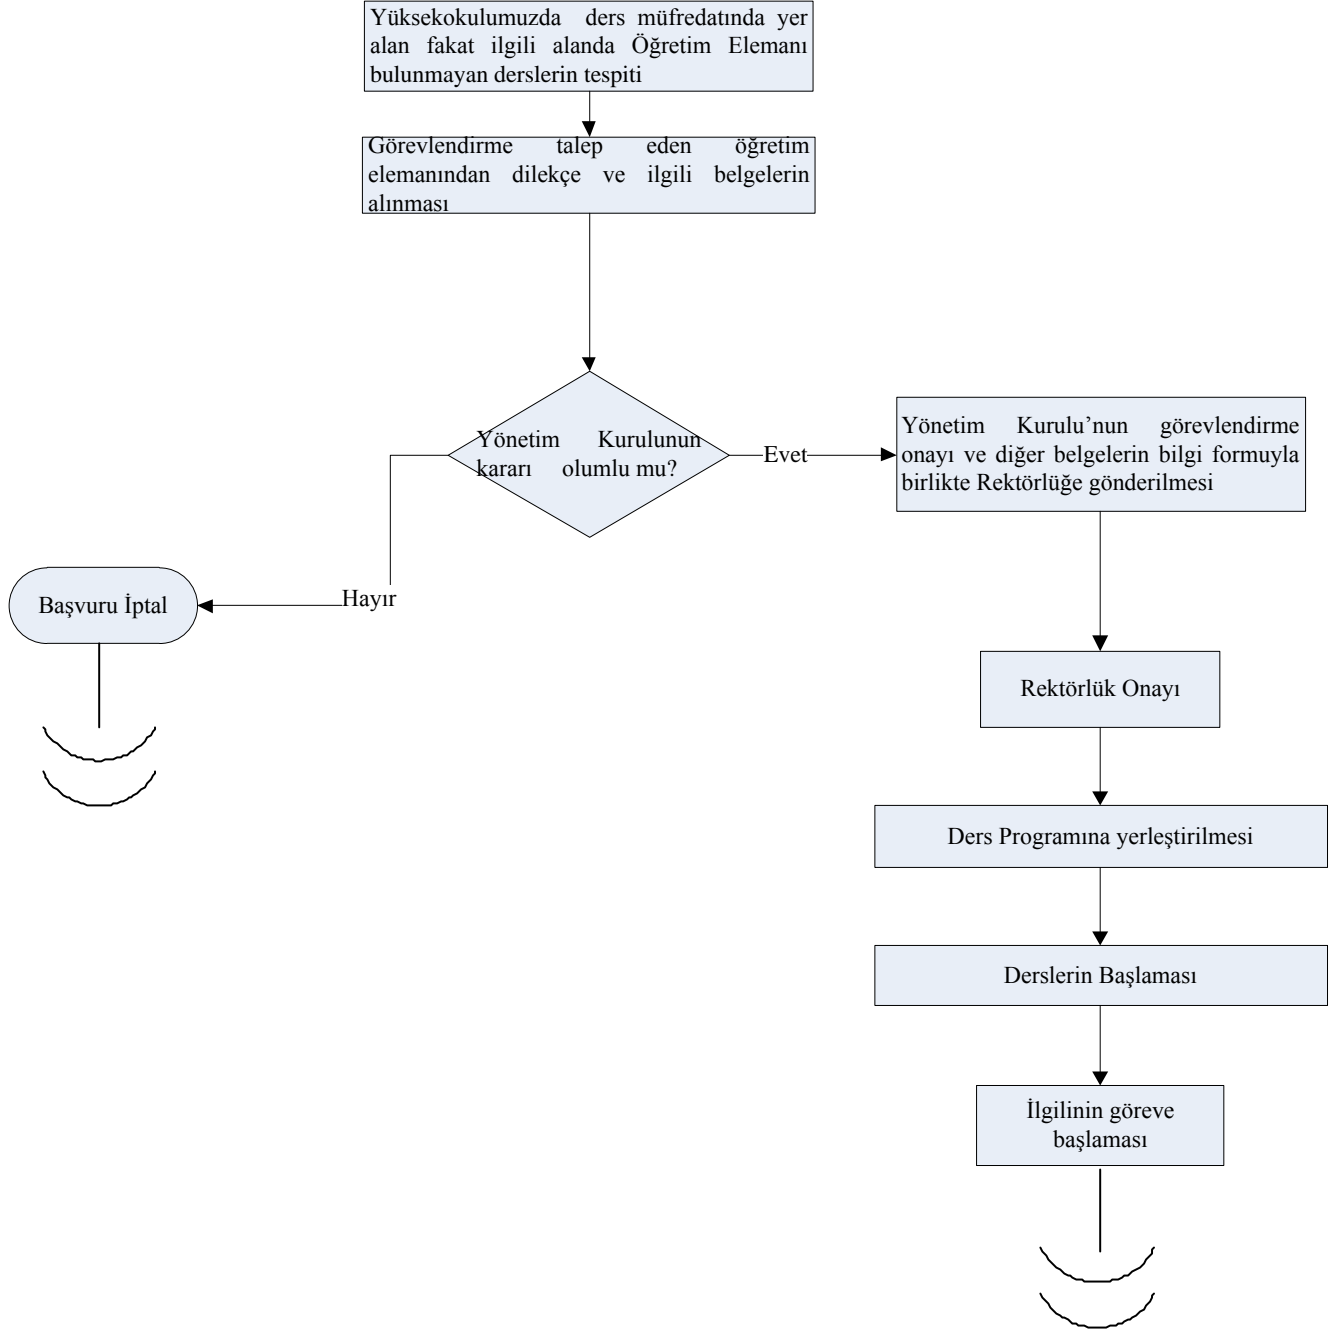 Yüksekokulumuzda ders müfredatında yer
alan fakat ilgili alanda Öğretim Elemanı
bulunmayan derslerin tespiti
Görevlendirme talep eden öğretim
elemanından dilekçe ve ilgili belgelerin
alınması
Yönetim Kurulunun
kararı olumlu mu?
Evet
Yönetim Kurulu’nun görevlendirme
onayı ve diğer belgelerin bilgi formuyla
birlikte Rektörlüğe gönderilmesi
Hayır
Başvuru İptal
Rektörlük Onayı
Ders Programına yerleştirilmesi
Derslerin Başlaması
İlgilinin göreve
başlaması